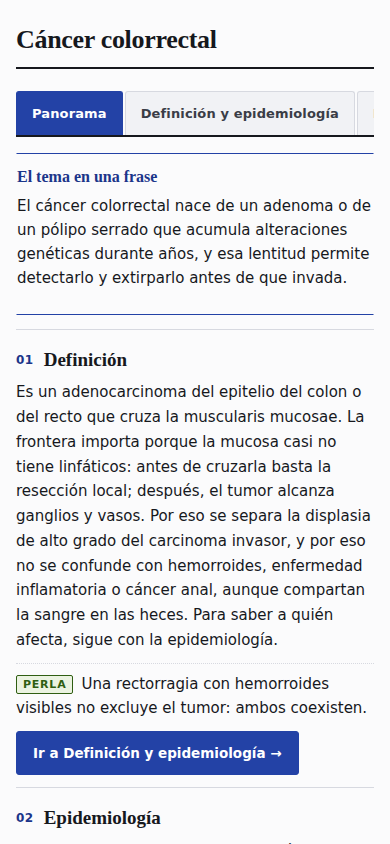 Cáncer colorrectal
Panorama
Definición y epidemiología
El tema en una frase
El cáncer colorrectal nace de un adenoma o de
un pólipo serrado que acumula alteraciones
genéticas durante años, y esa lentitud permite
detectarlo y extirparlo antes de que invada.
01 Definición
Es un adenocarcinoma del epitelio del colon o
del recto que cruza la muscularis mucosae. La
frontera importa porque la mucosa casi no
tiene linfáticos: antes de cruzarla basta la
resección local; después, el tumor alcanza
ganglios y vasos. Por eso se separa la displasia
de alto grado del carcinoma invasor, y por eso
no se confunde con hemorroides, enfermedad
inflamatoria o cáncer anal, aunque compartan
la sangre en las heces. Para saber a quién
afecta, sigue con la epidemiología.
PERLA Una rectorragia con hemorroides
visibles no excluye el tumor: ambos coexisten.
Ir a Definición y epidemiología →
02 Epidemiología